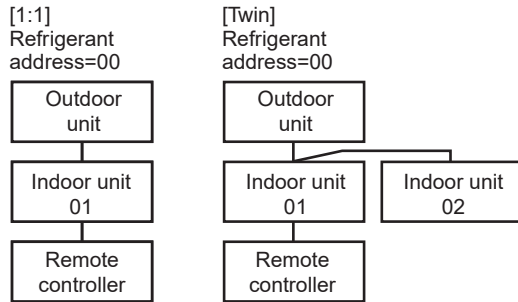 [1:1]
Refrigerant
address=00
Outdoor
unit
Indoor unit
01
Remote
controller
[Twin]
Refrigerant
address=00
Outdoor
unit
Indoor unit
01
Indoor unit
02
Remote
controller